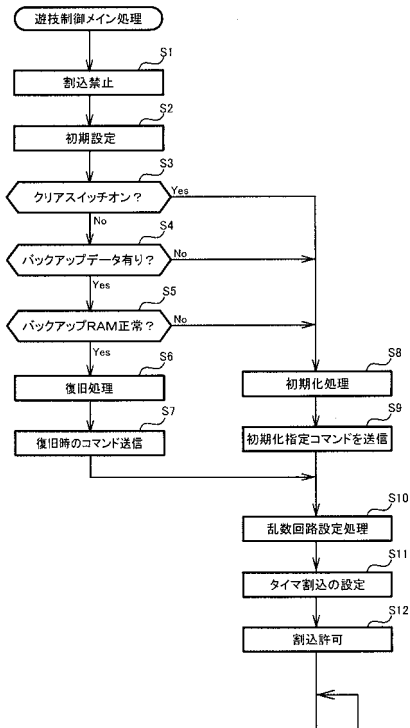 遊技制御メイン処理
S1
割込禁止
S2
初期設定
S3
クリアスイッチオン?
Yes
No
S4
バックアップデータ有り?
No
Yes
S5
バックアップRAM正常?
No
Yes
S6
復旧処理
S7
復旧時のコマンド送信
S8
初期化処理
S9
初期化指定コマンドを送信
S10
乱数回路設定処理
S11
タイマ割込の設定
S12
割込許可